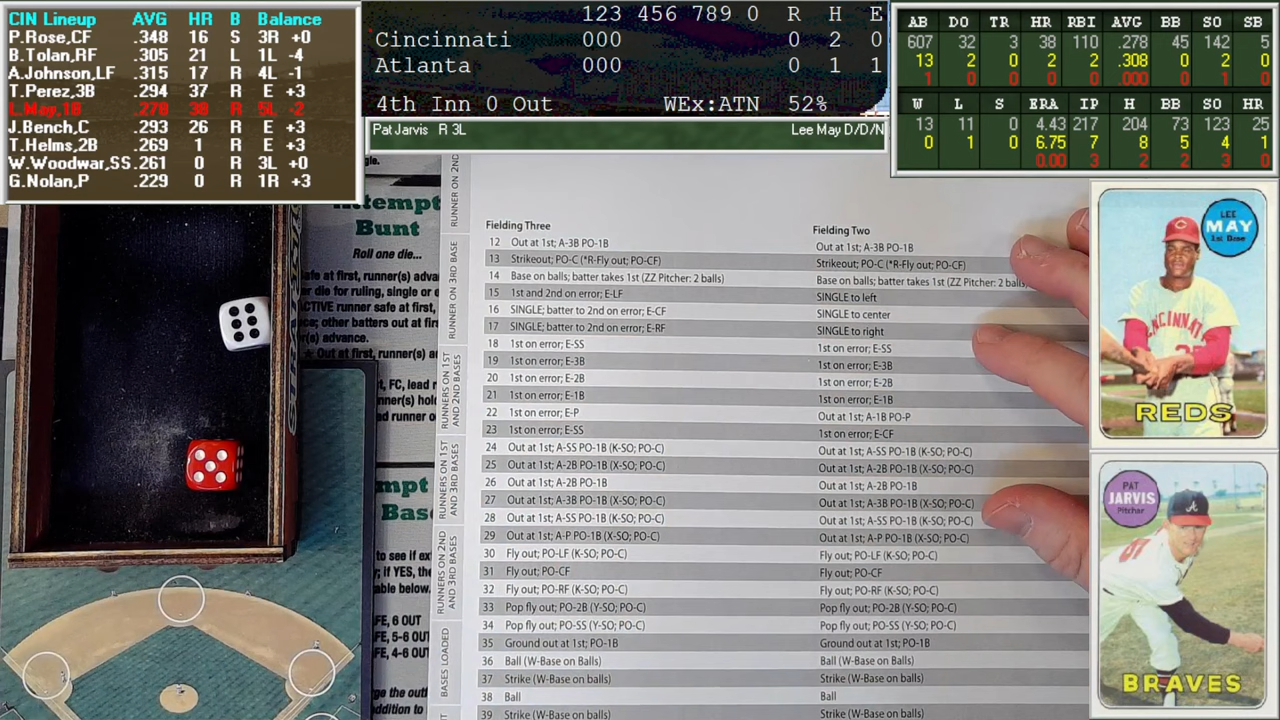 CIN Lineup AVG HR B Balance
P.Rose,CF .348 16 S 3R +0
B.Tolan,RF .305 21 L 1L -4
A.Johnson,LF .315 17 R 4L -1
T.Perez,3B .294 37 R E +3
L.May,1B .278 38 R 5L -2
J.Bench,C .293 26 R E +3
T.Helms,2B .269 1 R E +3
W.Woodwar,SS .261 0 R 3L +0
G.Nolan,P .229 0 R 1R +3
123 456 789 0 R H E
Cincinnati 000 0 2 0
Atlanta 000 0 1 1
4th Inn 0 Out WEx:ATN 52%
Pat Jarvis R 3L Lee May D/D/N
AB DO TR HR RBI AVG BB SO SB
607 32 3 38 110 .278 45 142 5
13 2 0 2 2 .308 0 2 0
1 0 0 0 0 .000 0 1 0
W L S ERA IP H BB SO HR
13 11 0 4.43 217 204 73 123 25
0 1 0 6.75 7 8 5 4 1
0.00 3 2 2 3 0
Attempt
Bunt
Roll one die...
RUNNER ON 2ND
RUNNER ON 3RD BASE
RUNNERS ON 1ST AND 2ND BASES
RUNNERS ON 1ST AND 3RD BASES
RUNNERS ON 2ND AND 3RD BASES
BASES LOADED
Fielding Three Fielding Two
12 Out at 1st; A-3B PO-1B Out at 1st; A-3B PO-1B
13 Strikeout; PO-C (*R-Fly out; PO-CF) Strikeout; PO-C (*R-Fly out; PO-CF)
14 Base on balls; batter takes 1st (ZZ Pitcher: 2 balls) Base on balls; batter takes 1st (ZZ Pitcher: 2 balls
15 1st and 2nd on error; E-LF SINGLE to left
16 SINGLE; batter to 2nd on error; E-CF SINGLE to center
17 SINGLE; batter to 2nd on error; E-RF SINGLE to right
18 1st on error; E-SS 1st on error; E-SS
19 1st on error; E-3B 1st on error; E-3B
20 1st on error; E-2B 1st on error; E-2B
21 1st on error; E-1B 1st on error; E-1B
22 1st on error; E-P Out at 1st; A-1B PO-P
23 1st on error; E-SS 1st on error; E-CF
24 Out at 1st; A-SS PO-1B (K-SO; PO-C) Out at 1st; A-SS PO-1B (K-SO; PO-C)
25 Out at 1st; A-2B PO-1B (X-SO; PO-C) Out at 1st; A-2B PO-1B (X-SO; PO-C)
26 Out at 1st; A-2B PO-1B Out at 1st; A-2B PO-1B
27 Out at 1st; A-3B PO-1B (X-SO; PO-C) Out at 1st; A-3B PO-1B (X-SO; PO-C)
28 Out at 1st; A-SS PO-1B (K-SO; PO-C) Out at 1st; A-SS PO-1B (K-SO; PO-C)
29 Out at 1st; A-P PO-1B (X-SO; PO-C) Out at 1st; A-P PO-1B (X-SO; PO-C)
30 Fly out; PO-LF (K-SO; PO-C) Fly out; PO-LF (K-SO; PO-C)
31 Fly out; PO-CF Fly out; PO-CF
32 Fly out; PO-RF (K-SO; PO-C) Fly out; PO-RF (K-SO; PO-C)
33 Pop fly out; PO-2B (Y-SO; PO-C) Pop fly out; PO-2B (Y-SO; PO-C)
34 Pop fly out; PO-SS (Y-SO; PO-C) Pop fly out; PO-SS (Y-SO; PO-C)
35 Ground out at 1st; PO-1B Ground out at 1st; PO-1B
36 Ball (W-Base on Balls) Ball (W-Base on Balls)
37 Strike (W-Base on balls) Strike (W-Base on balls)
38 Ball Ball
39 Strike (W-Base on balls) Strike (W-Base on balls)
LEE
MAY
1st Base
REDS
PAT
JARVIS
Pitcher
BRAVES